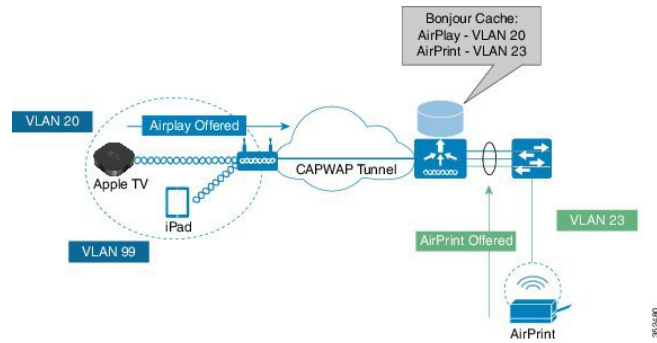 Bonjour Cache:
AirPlay - VLAN 20
AirPrint - VLAN 23
VLAN 20
Airplay Offered
Apple TV
CAPWAP Tunnel
iPad
VLAN 99
AirPrint Offered
VLAN 23
AirPrint